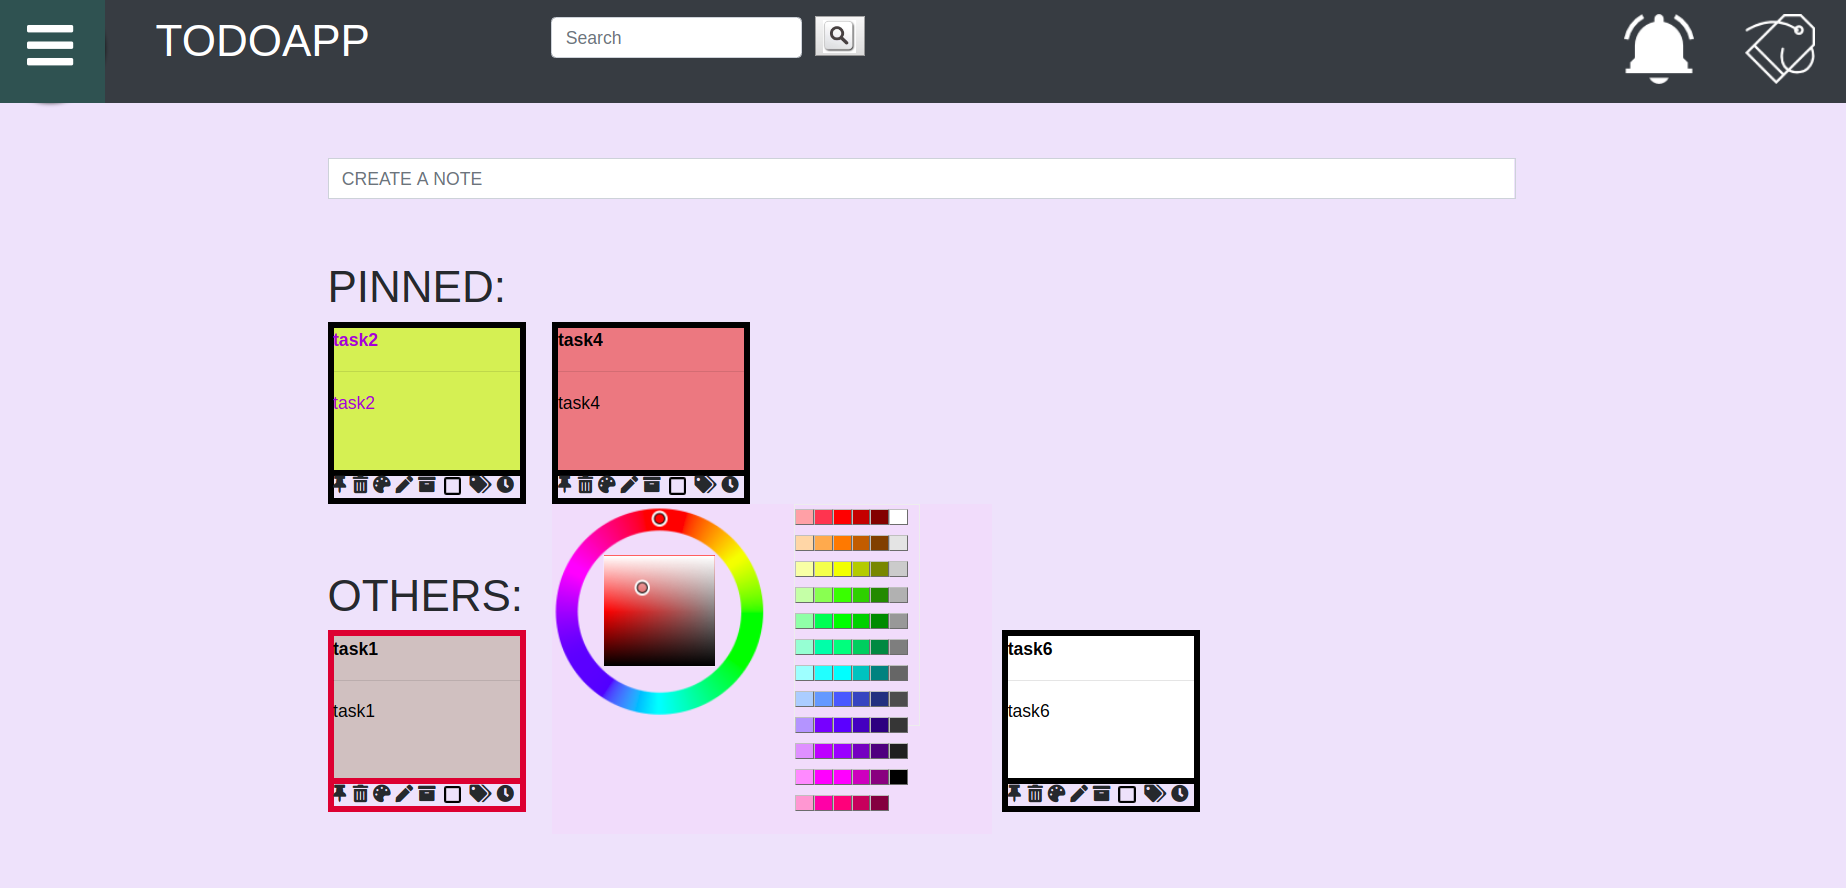 TODOAPP
Search
CREATE A NOTE
PINNED:
task2
task2
task4
task4
OTHERS:
task1
task1
task6
task6